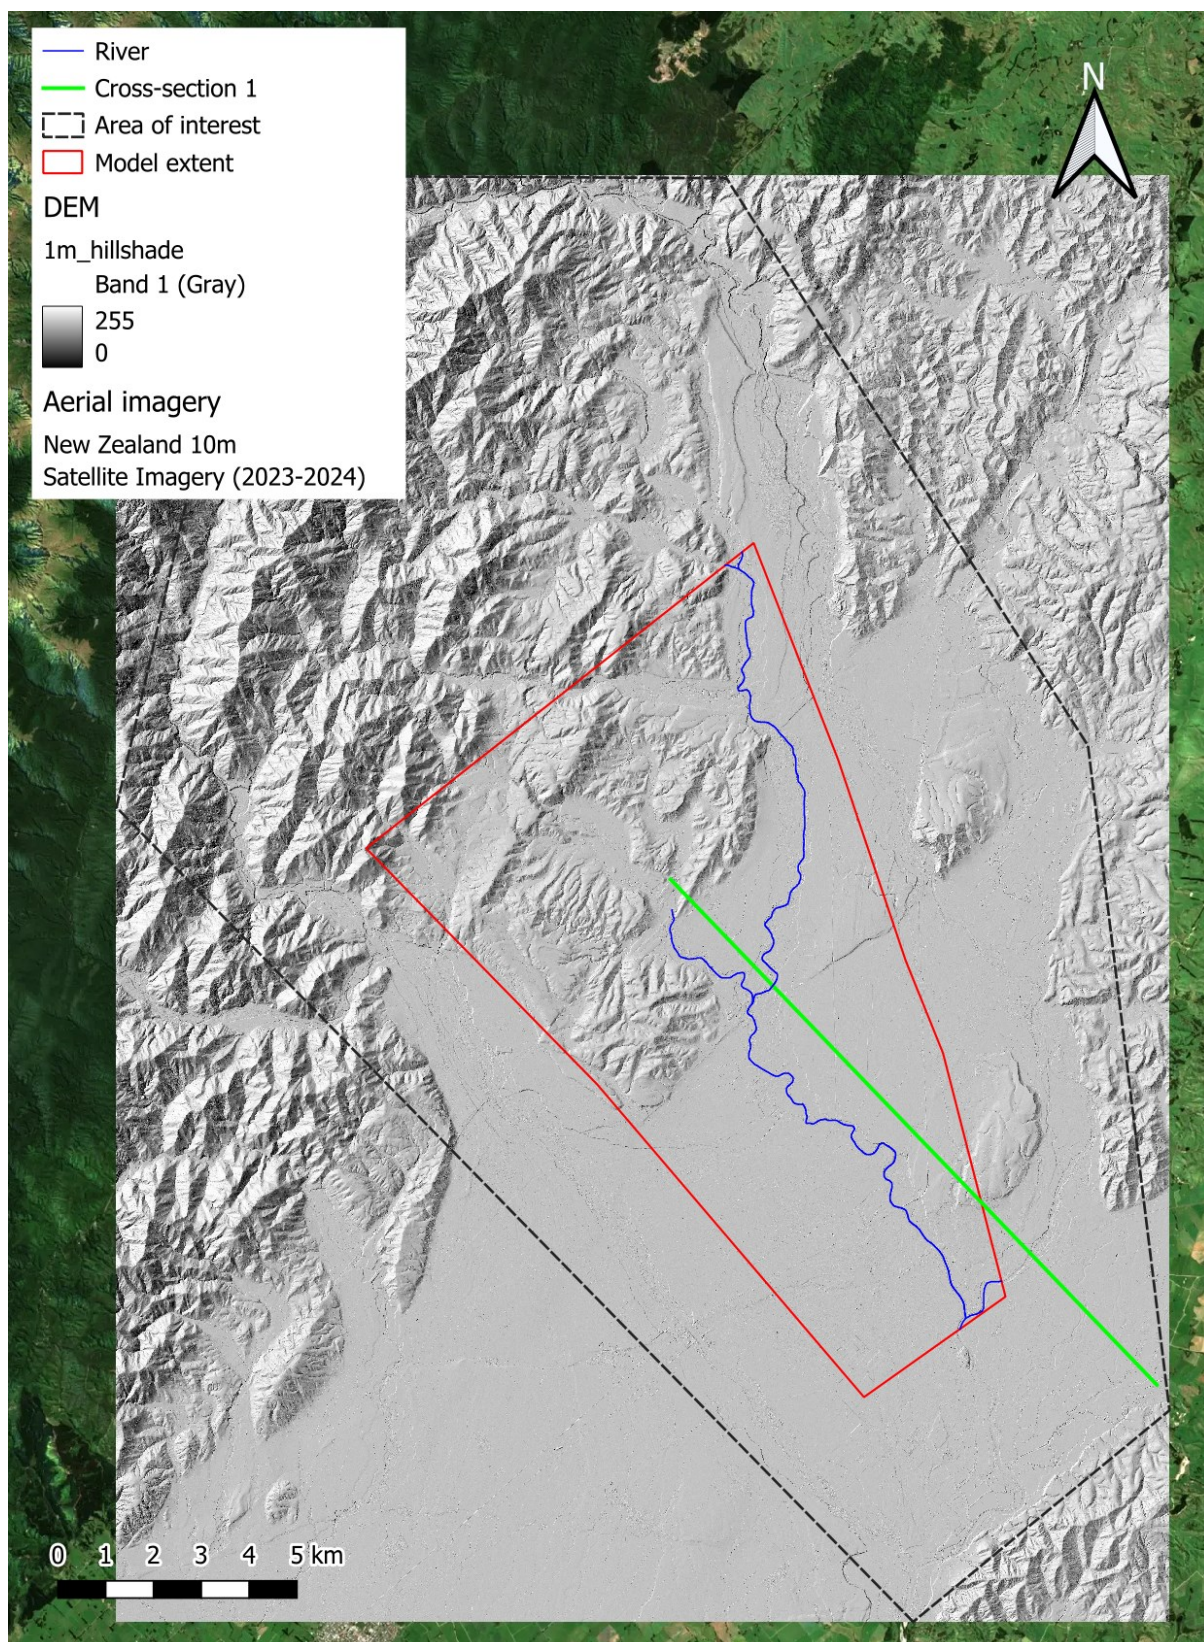 River
Cross-section 1
Area of interest
Model extent
DEM
1m_hillshade
Band 1 (Gray)
255
0
Aerial imagery
New Zealand 10m
Satellite Imagery (2023-2024)
N
0 1 2 3 4 5 km